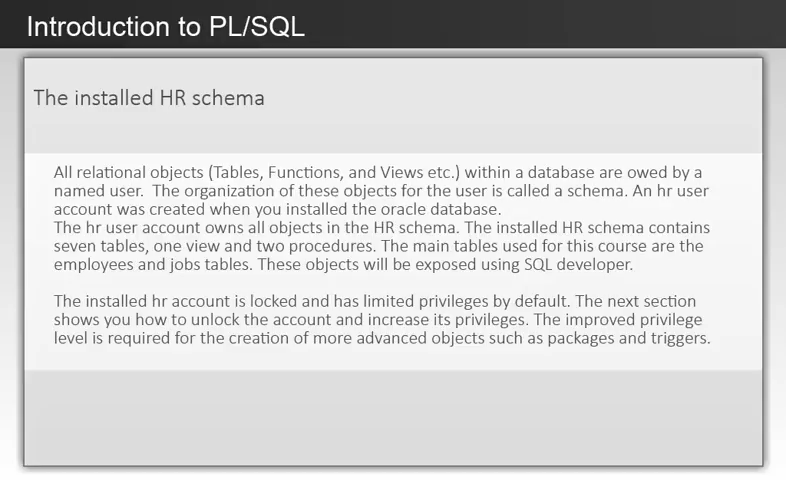 Introduction to PL/SQL
The installed HR schema
All relational objects (Tables, Functions, and Views etc.) within a database are owed by a
named user.  The organization of these objects for the user is called a schema. An hr user
account was created when you installed the oracle database.
The hr user account owns all objects in the HR schema. The installed HR schema contains
seven tables, one view and two procedures. The main tables used for this course are the
employees and jobs tables. These objects will be exposed using SQL developer.
The installed hr account is locked and has limited privileges by default. The next section
shows you how to unlock the account and increase its privileges. The improved privilege
level is required for the creation of more advanced objects such as packages and triggers.